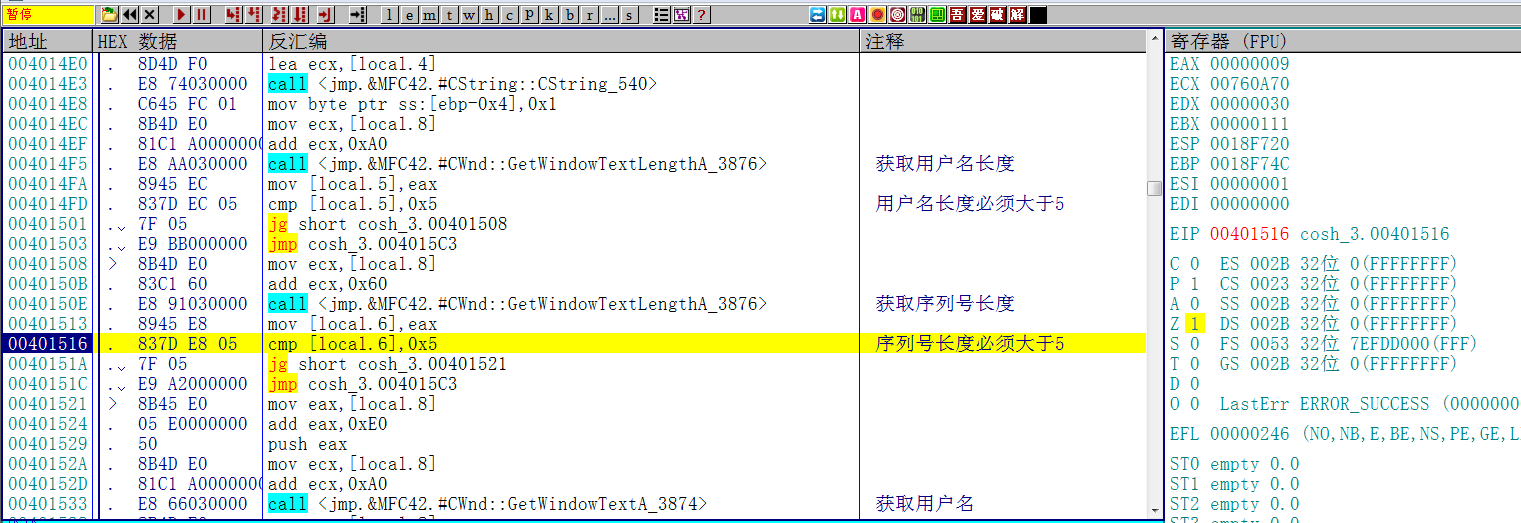 暂停 l e m t w h c p k b r ... s ? A 吾 爱 破 解
地址 HEX 数据 反汇编 注释 寄存器 (FPU)
004014E0 . 8D4D F0 lea ecx,[local.4] EAX 00000009
004014E3 . E8 74030000 call <jmp.&MFC42.#CString::CString_540> ECX 00760A70
004014E8 . C645 FC 01 mov byte ptr ss:[ebp-0x4],0x1 EDX 00000030
004014EC . 8B4D E0 mov ecx,[local.8] EBX 00000111
004014EF . 81C1 A0000000 add ecx,0xA0 ESP 0018F720
004014F5 . E8 AA030000 call <jmp.&MFC42.#CWnd::GetWindowTextLengthA_3876> 获取用户名长度 EBP 0018F74C
004014FA . 8945 EC mov [local.5],eax ESI 00000001
004014FD . 837D EC 05 cmp [local.5],0x5 用户名长度必须大于5 EDI 00000000
00401501 . 7F 05 jg short cosh_3.00401508
00401503 . E9 BB000000 jmp cosh_3.004015C3 EIP 00401516 cosh_3.00401516
00401508 > 8B4D E0 mov ecx,[local.8] C 0 ES 002B 32位 0(FFFFFFFF)
0040150B . 83C1 60 add ecx,0x60 P 1 CS 0023 32位 0(FFFFFFFF)
0040150E . E8 91030000 call <jmp.&MFC42.#CWnd::GetWindowTextLengthA_3876> 获取序列号长度 A 0 SS 002B 32位 0(FFFFFFFF)
00401513 . 8945 E8 mov [local.6],eax Z 1 DS 002B 32位 0(FFFFFFFF)
00401516 . 837D E8 05 cmp [local.6],0x5 序列号长度必须大于5 S 0 FS 0053 32位 7EFDD000(FFF)
0040151A . 7F 05 jg short cosh_3.00401521 T 0 GS 002B 32位 0(FFFFFFFF)
0040151C . E9 A2000000 jmp cosh_3.004015C3 D 0
00401521 > 8B45 E0 mov eax,[local.8] O 0 LastErr ERROR_SUCCESS (0000000
00401524 . 05 E0000000 add eax,0xE0
00401529 . 50 push eax EFL 00000246 (NO,NB,E,BE,NS,PE,GE,L
0040152A . 8B4D E0 mov ecx,[local.8] ST0 empty 0.0
0040152D . 81C1 A0000000 add ecx,0xA0 ST1 empty 0.0
00401533 . E8 66030000 call <jmp.&MFC42.#CWnd::GetWindowTextA_3874> 获取用户名 ST2 empty 0.0